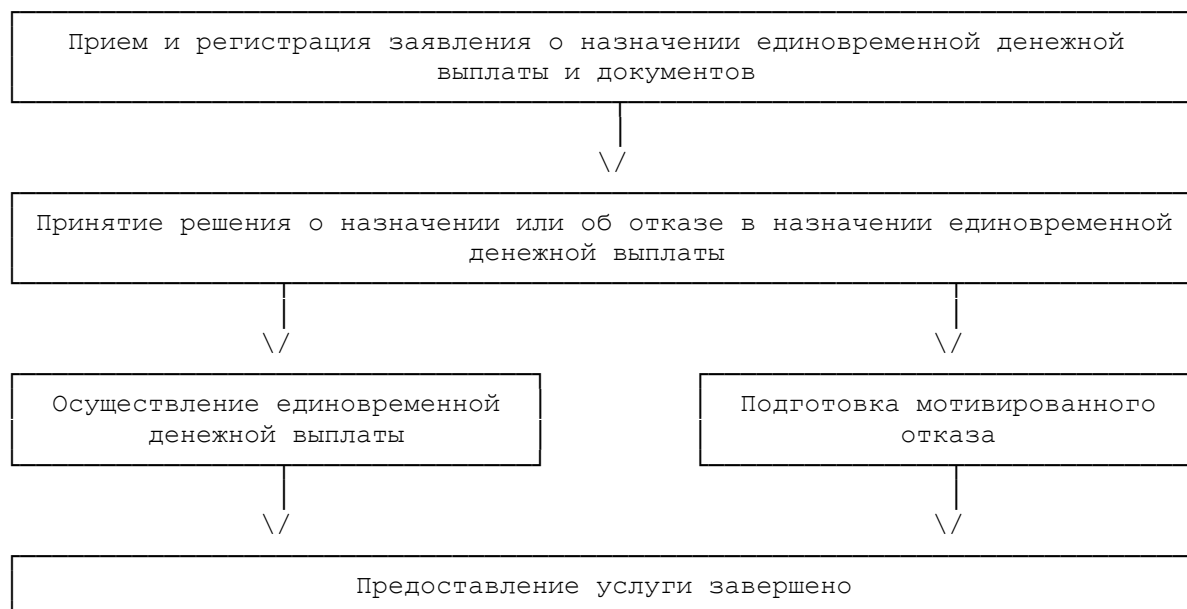 Прием и регистрация заявления о назначении единовременной денежной
выплаты и документов
Принятие решения о назначении или об отказе в назначении единовременной
денежной выплаты
Осуществление единовременной
денежной выплаты
Подготовка мотивированного
отказа
Предоставление услуги завершено